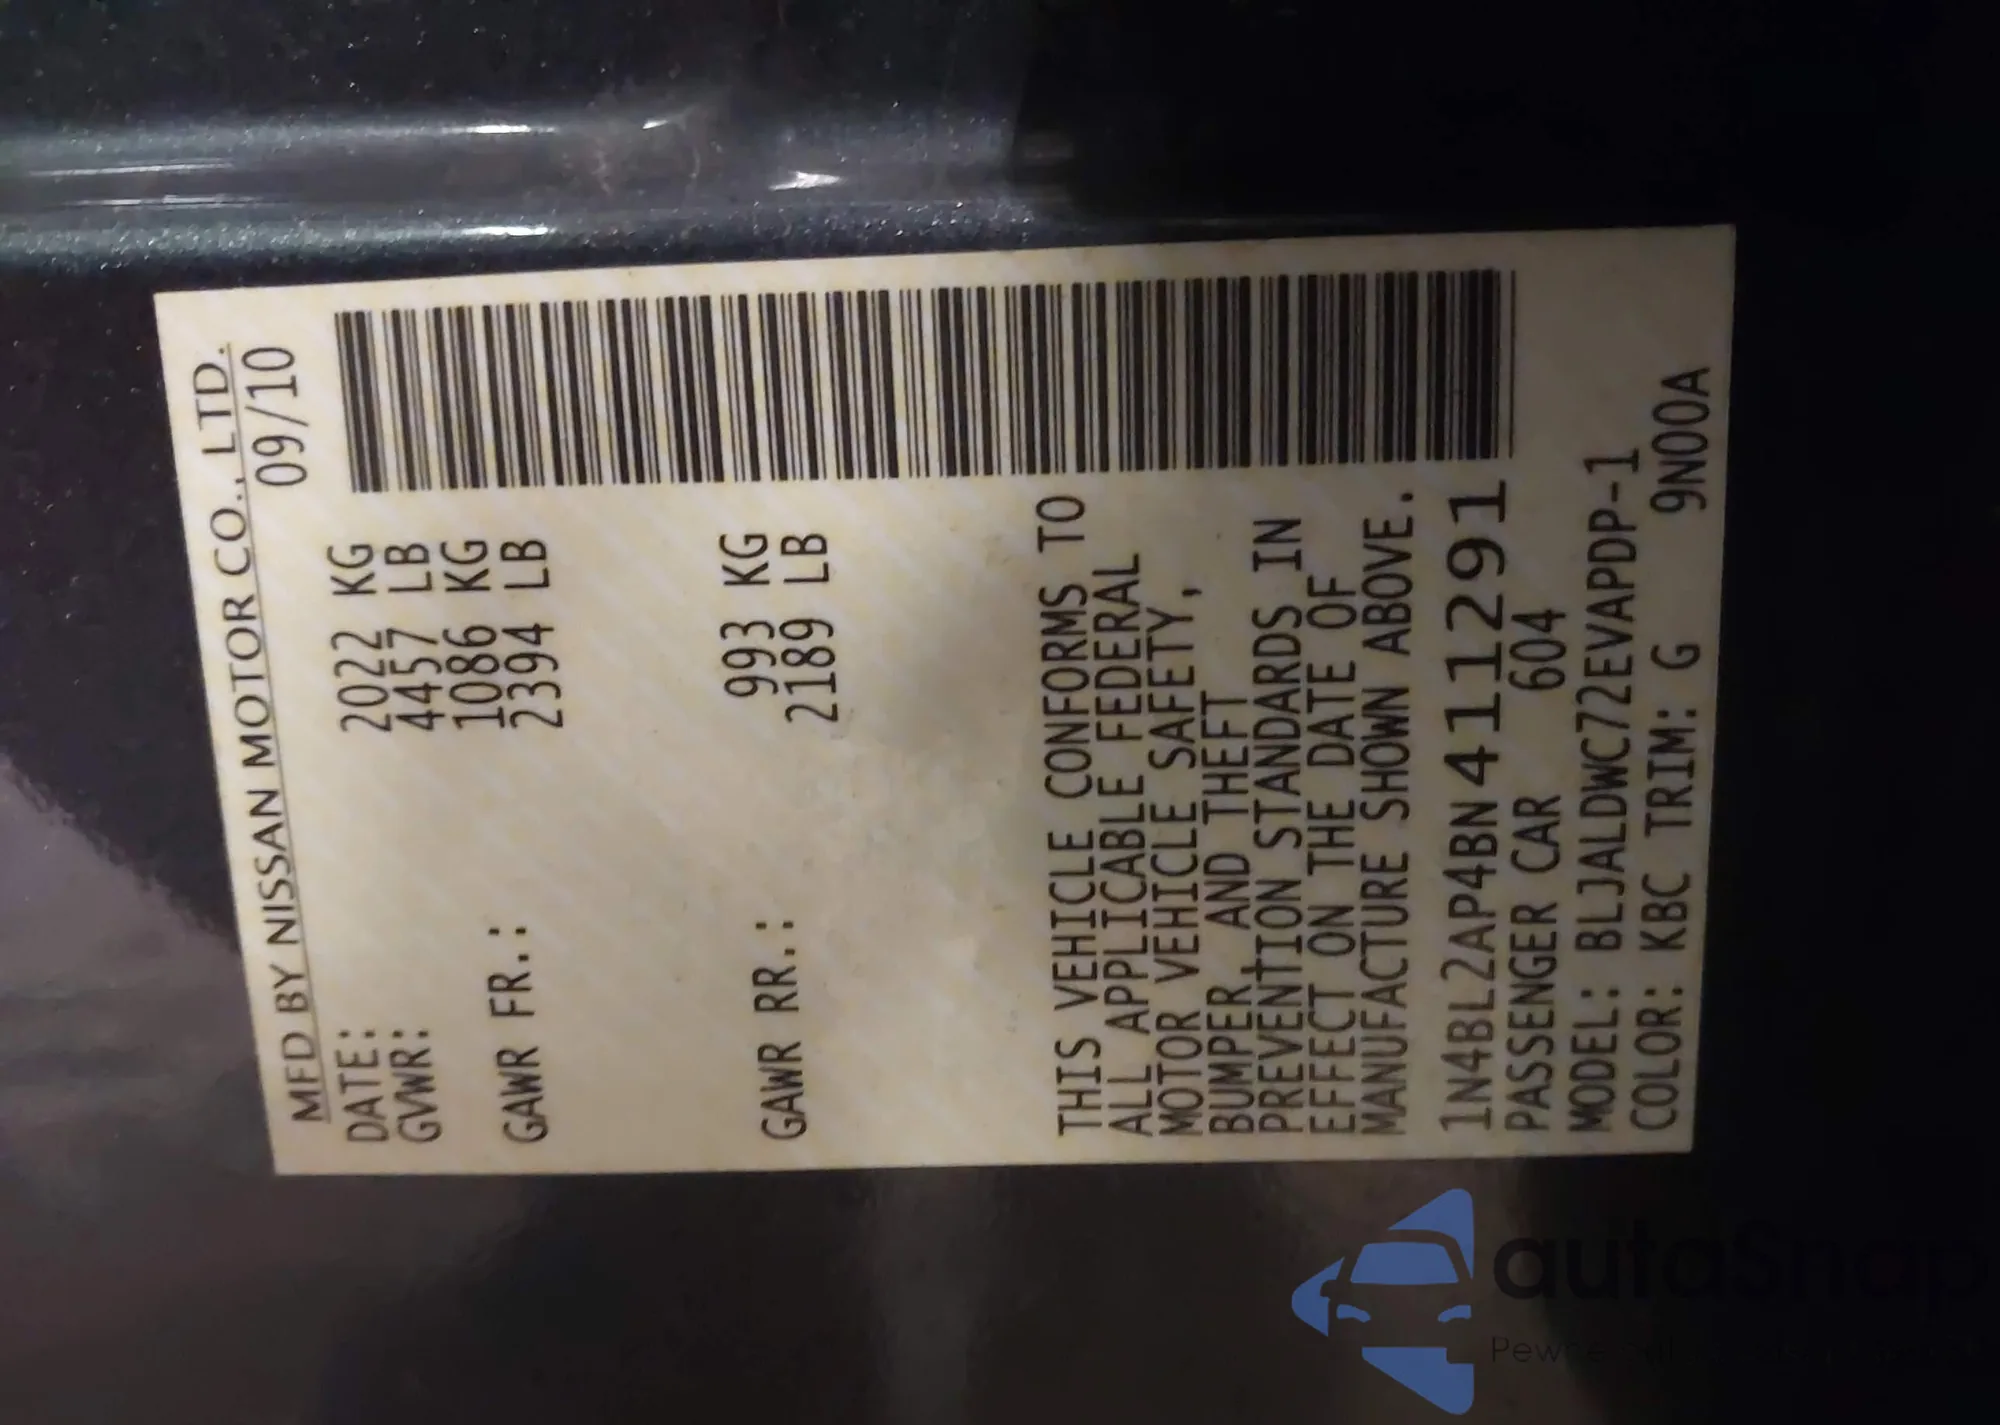 MFD BY NISSAN MOTOR CO., LTD.
DATE: 09/10
GVWR: 2022 KG
4457 LB
GAWR FR.: 1086 KG
2394 LB
GAWR RR.: 993 KG
2189 LB
THIS VEHICLE CONFORMS TO
ALL APPLICABLE FEDERAL
MOTOR VEHICLE SAFETY,
BUMPER, AND THEFT
PREVENTION STANDARDS IN
EFFECT ON THE DATE OF
MANUFACTURE SHOWN ABOVE.
1N4BL2AP4BN411291
PASSENGER CAR 604
MODEL: BLJALDWC72EVAPDP-1
COLOR: KBC TRIM: G 9N00A
autoSnap